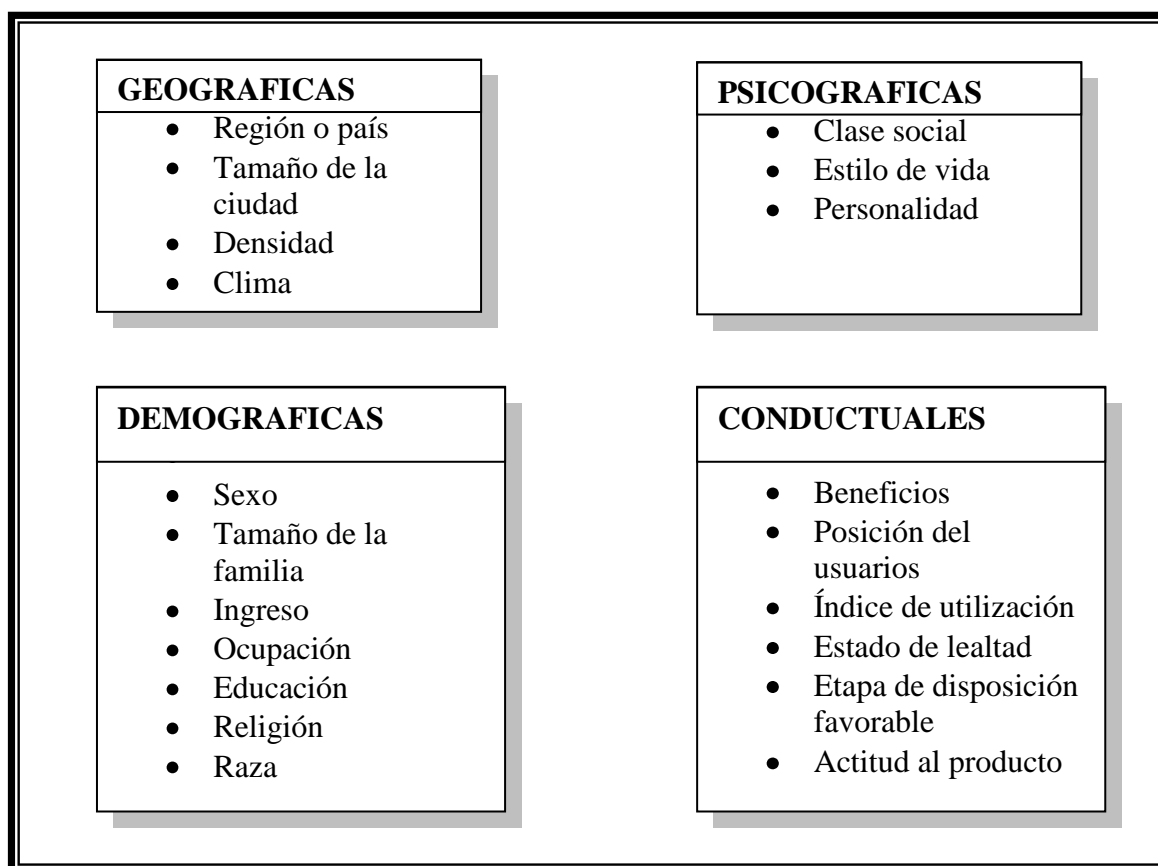 GEOGRAFICAS
• Región o país
• Tamaño de la
ciudad
• Densidad
• Clima
PSICOGRAFICAS
• Clase social
• Estilo de vida
• Personalidad
DEMOGRAFICAS
• Sexo
• Tamaño de la
familia
• Ingreso
• Ocupación
• Educación
• Religión
• Raza
CONDUCTUALES
• Beneficios
• Posición del
usuarios
• Índice de utilización
• Estado de lealtad
• Etapa de disposición
favorable
• Actitud al producto